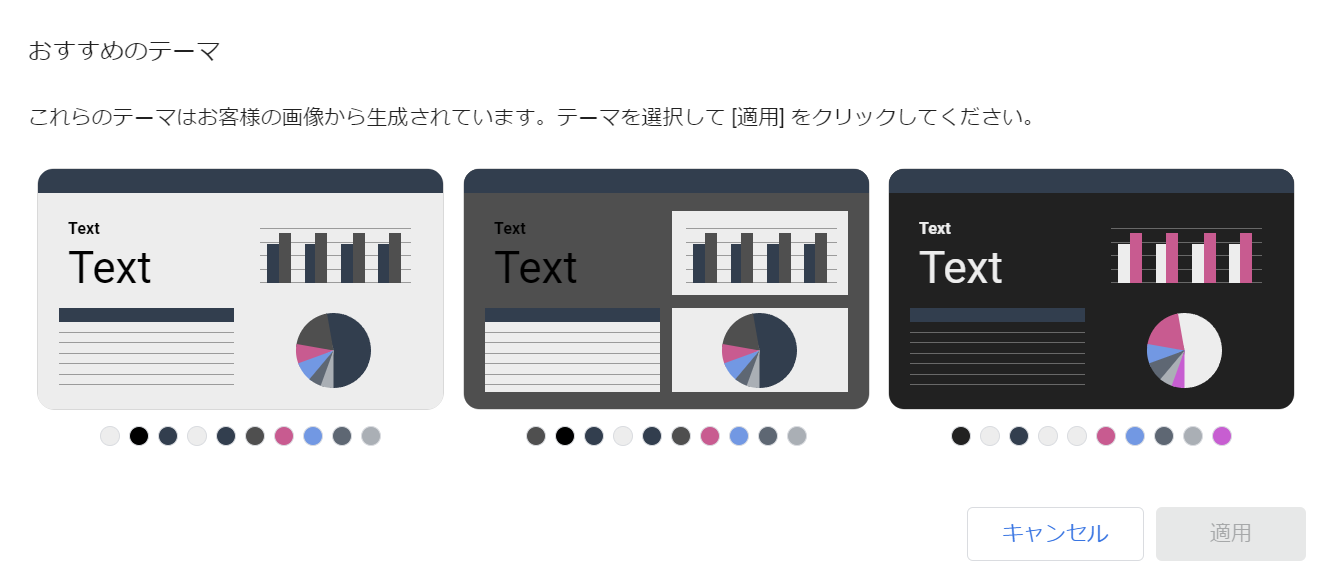 おすすめのテーマ
これらのテーマはお客様の画像から生成されています。テーマを選択して [適用] をクリックしてください。
Text
Text
Text
Text
Text
Text
キャンセル
適用